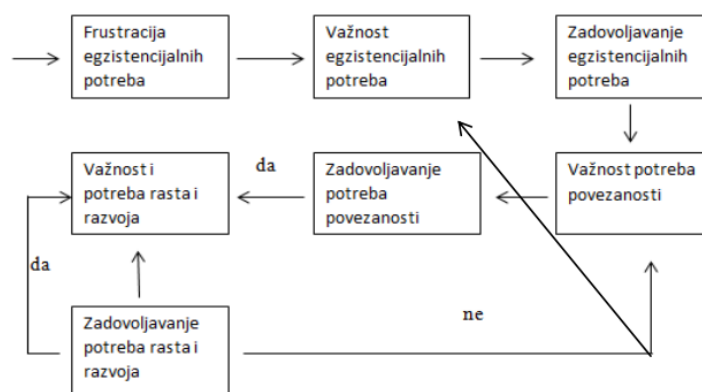 Frustracija
egzistencijalnih
potreba
Važnost
egzistencijalnih
potreba
Zadovoljavanje
egzistencijalnih
potreba
Važnost i
potreba rasta i
razvoja
da
Zadovoljavanje
potreba
povezanosti
Važnost potreba
povezanosti
da
Zadovoljavanje
potreba rasta i
razvoja
ne